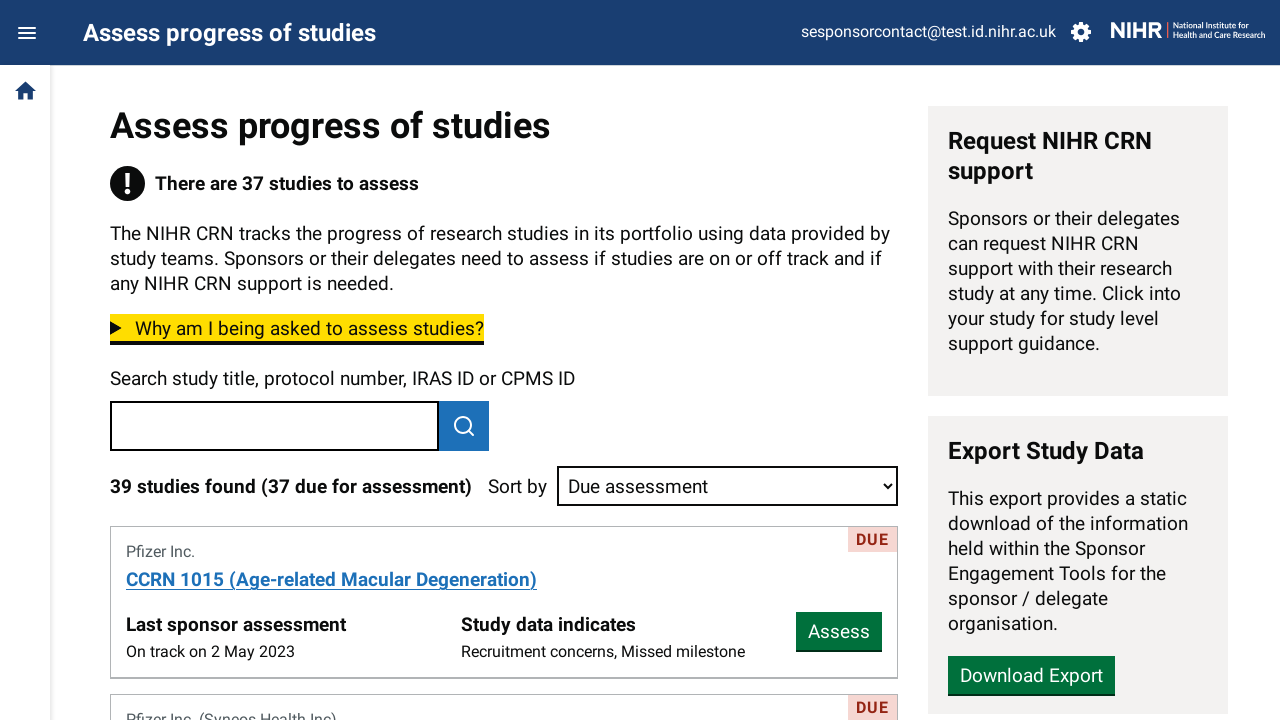 Assess progress of studies
sesponsorcontact@test.id.nihr.ac.uk
NIHR
National Institute for
Health and Care Research
Assess progress of studies
There are 37 studies to assess
The NIHR CRN tracks the progress of research studies in its portfolio using data provided by
study teams. Sponsors or their delegates need to assess if studies are on or off track and if
any NIHR CRN support is needed.
Why am I being asked to assess studies?
Search study title, protocol number, IRAS ID or CPMS ID
39 studies found (37 due for assessment)
Sort by
Due assessment
DUE
Pfizer Inc.
CCRN 1015 (Age-related Macular Degeneration)
Last sponsor assessment
On track on 2 May 2023
Study data indicates
Recruitment concerns, Missed milestone
Assess
DUE
Pfizer Inc. (Syneos Health Inc)
Request NIHR CRN
support
Sponsors or their delegates
can request NIHR CRN
support with their research
study at any time. Click into
your study for study level
support guidance.
Export Study Data
This export provides a static
download of the information
held within the Sponsor
Engagement Tools for the
sponsor / delegate
organisation.
Download Export